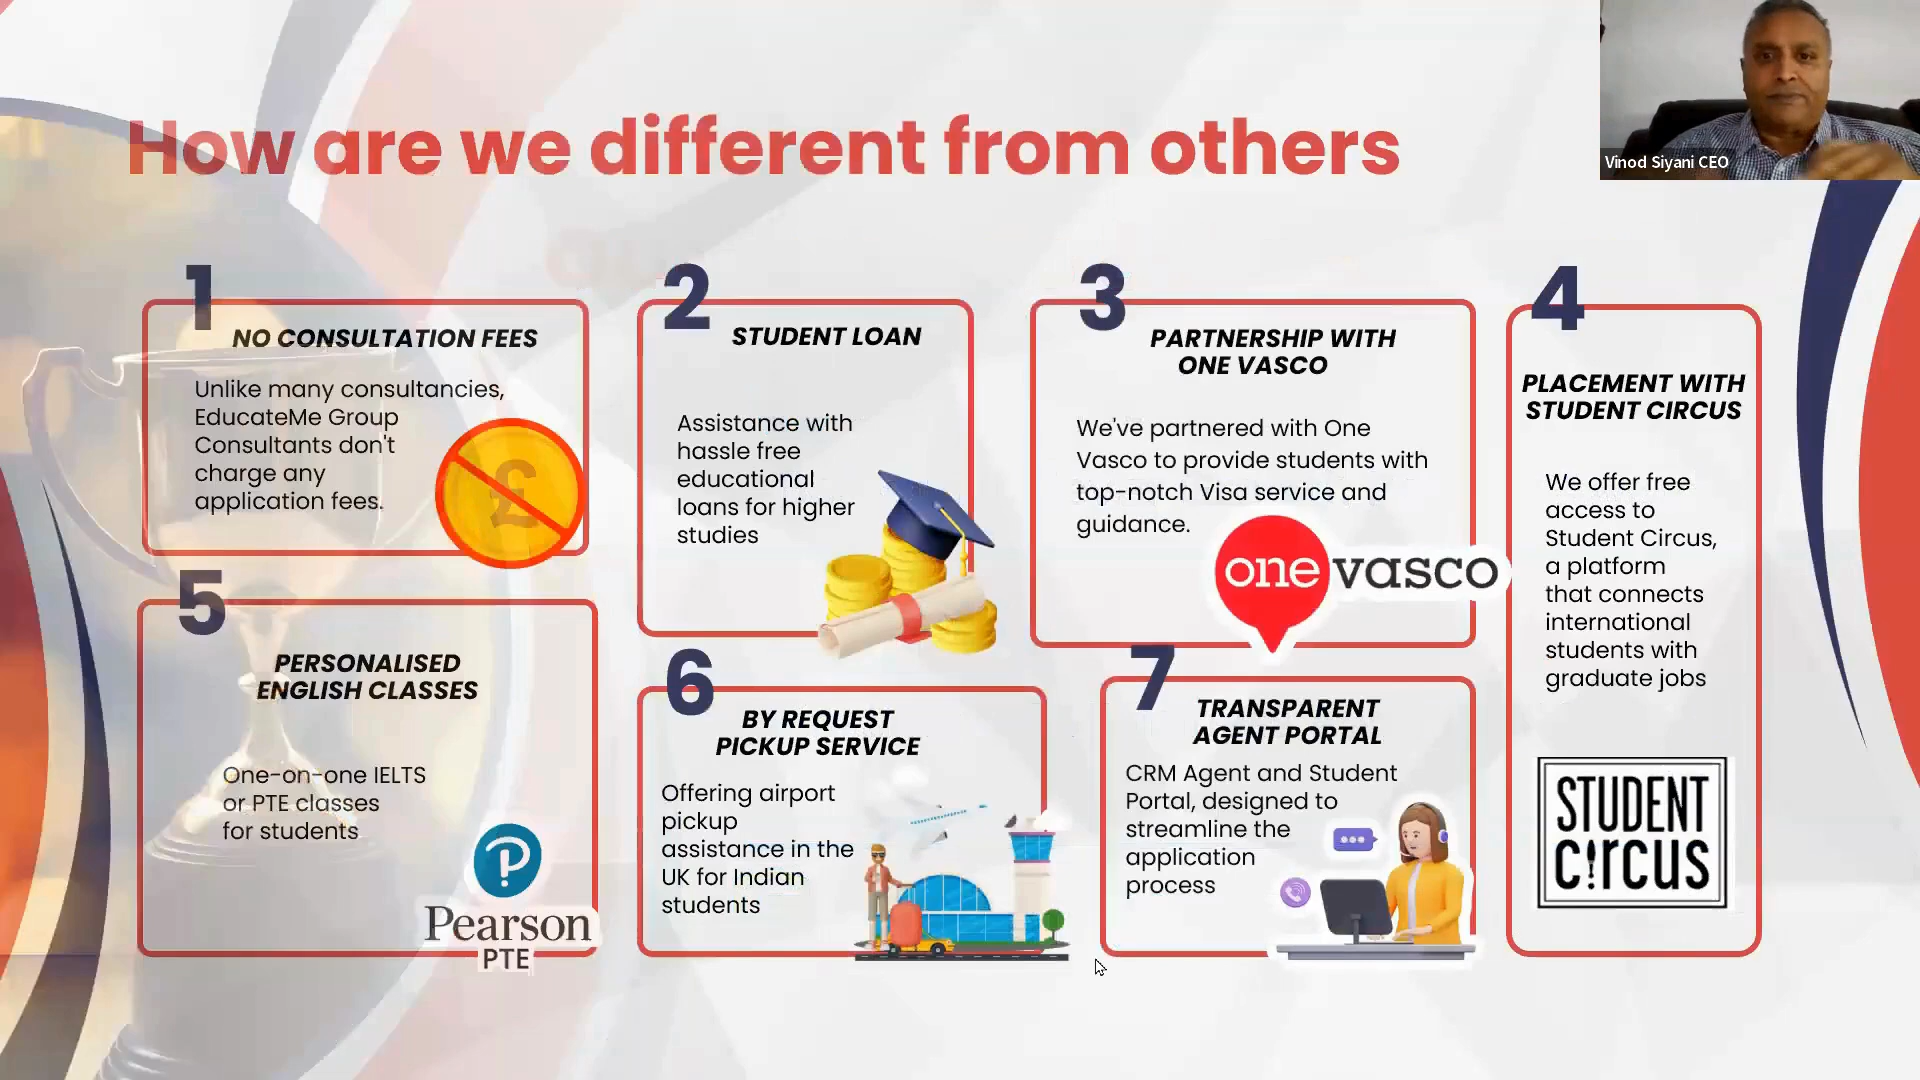 How are we different from others
Vinod Siyani CEO
1
NO CONSULTATION FEES
Unlike many consultancies,
EducateMe Group
Consultants don't
charge any
application fees.
£
2
STUDENT LOAN
Assistance with
hassle free
educational
loans for higher
studies
3
PARTNERSHIP WITH
ONE VASCO
We've partnered with One
Vasco to provide students with
top-notch Visa service and
guidance.
one vasco
4
PLACEMENT WITH
STUDENT CIRCUS
We offer free
access to
Student Circus,
a platform
that connects
international
students with
graduate jobs
STUDENT
CIRCUS
5
PERSONALISED
ENGLISH CLASSES
One-on-one IELTS
or PTE classes
for students
P
Pearson
PTE
6
BY REQUEST
PICKUP SERVICE
Offering airport
pickup
assistance in the
UK for Indian
students
7
TRANSPARENT
AGENT PORTAL
CRM Agent and Student
Portal, designed to
streamline the
application
process